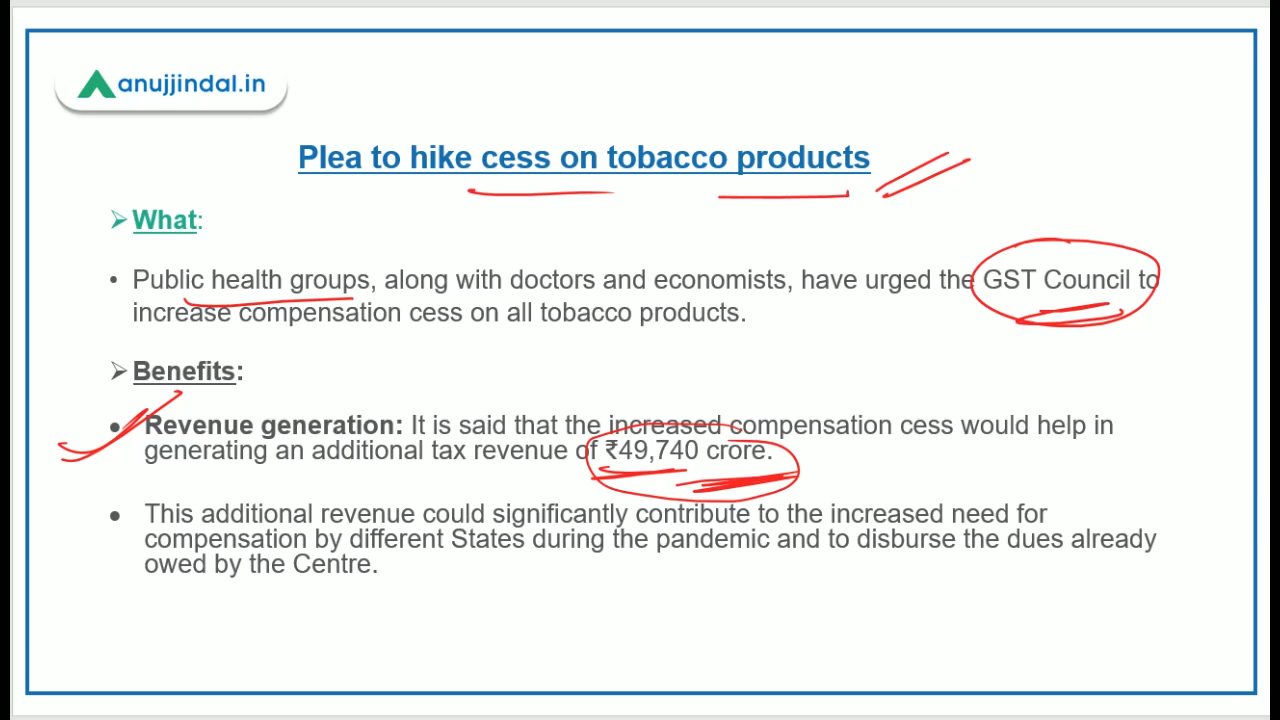 anujjindal.in
Plea to hike cess on tobacco products
What:
• Public health groups, along with doctors and economists, have urged the GST Council to
increase compensation cess on all tobacco products.
Benefits:
● Revenue generation: It is said that the increased compensation cess would help in
generating an additional tax revenue of ₹49,740 crore.
● This additional revenue could significantly contribute to the increased need for
compensation by different States during the pandemic and to disburse the dues already
owed by the Centre.